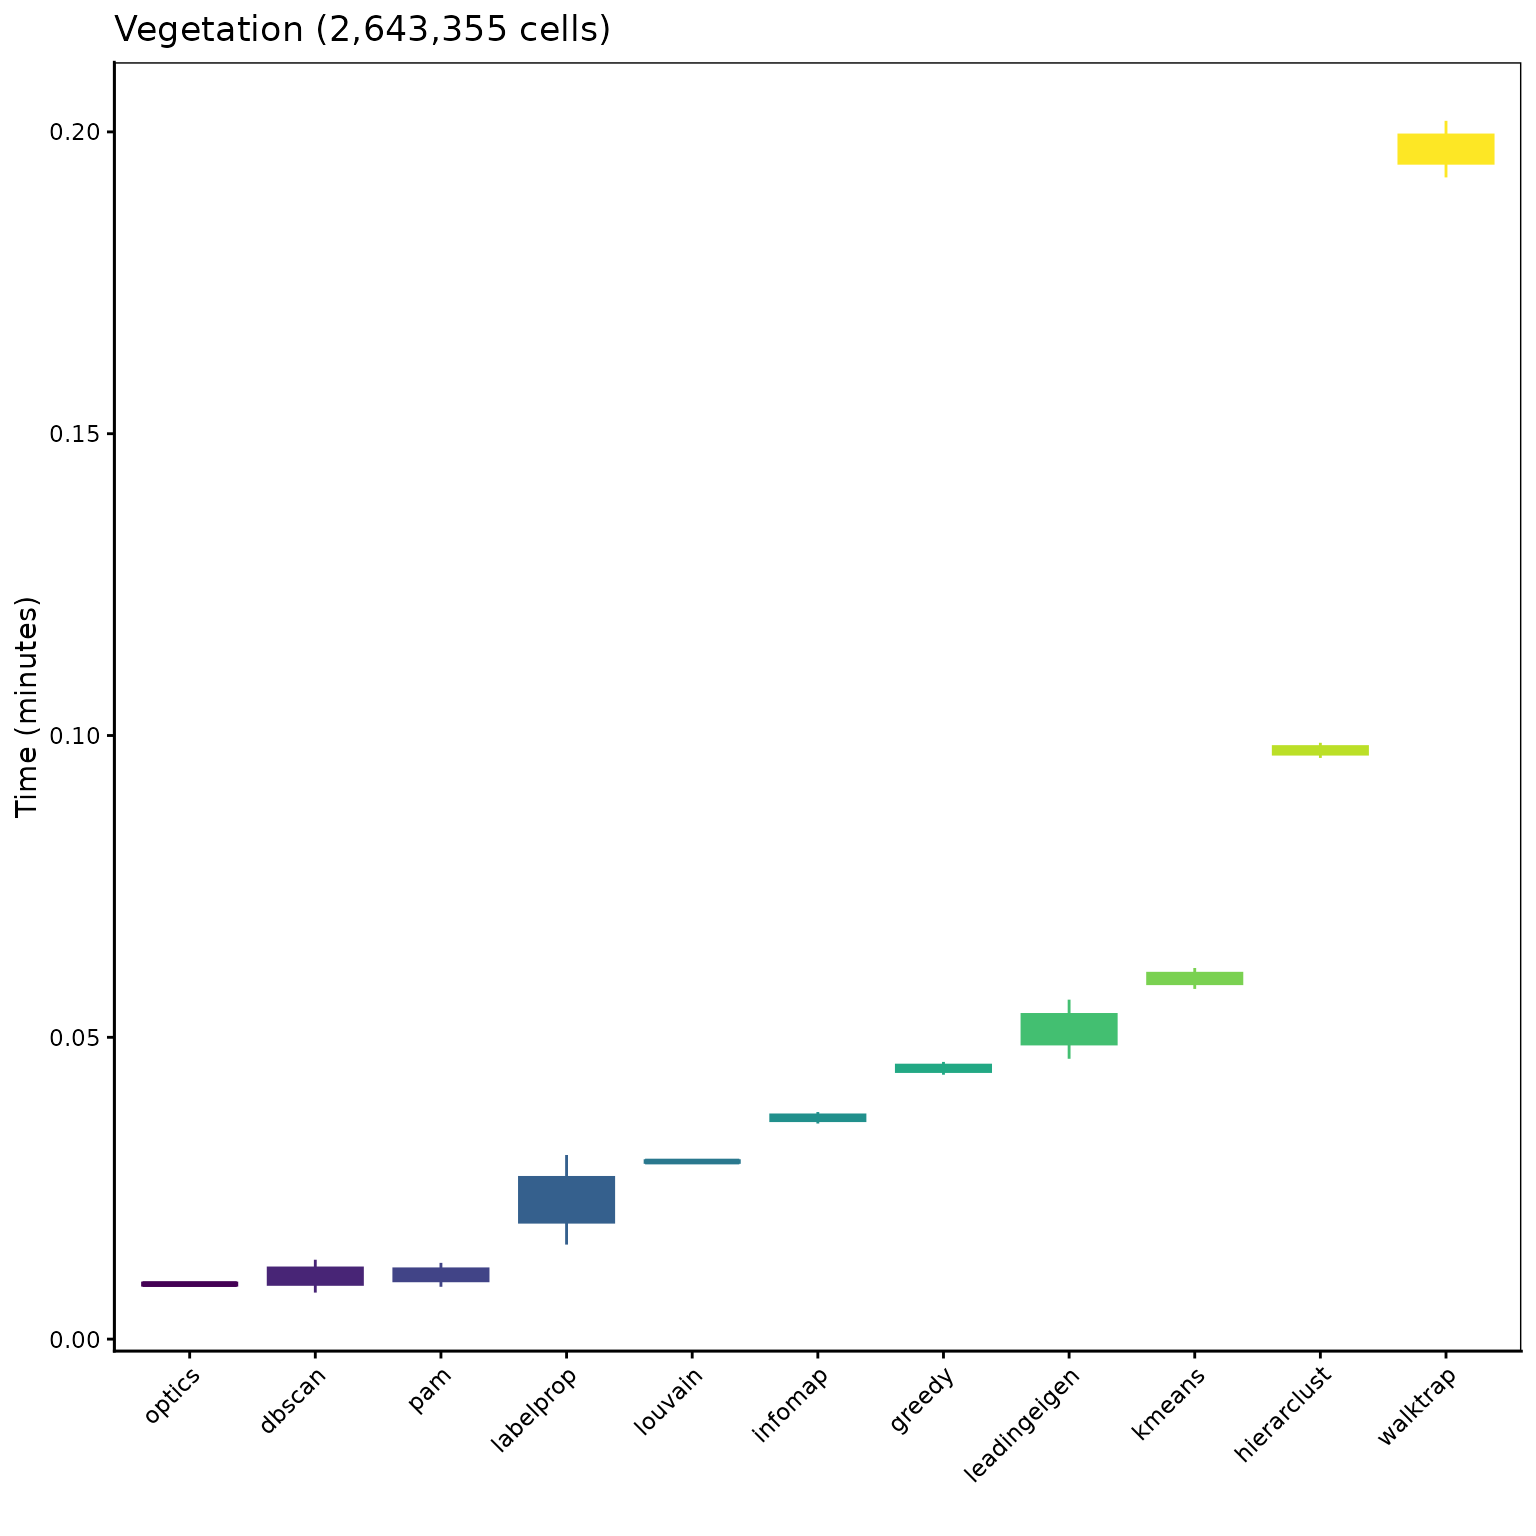 Vegetation (2,643,355 cells)
Time (minutes)
0.20
0.15
0.10
0.05
0.00
optics
dbscan
pam
labelprop
louvain
infomap
greedy
leadingeigen
kmeans
hierarclust
walktrap